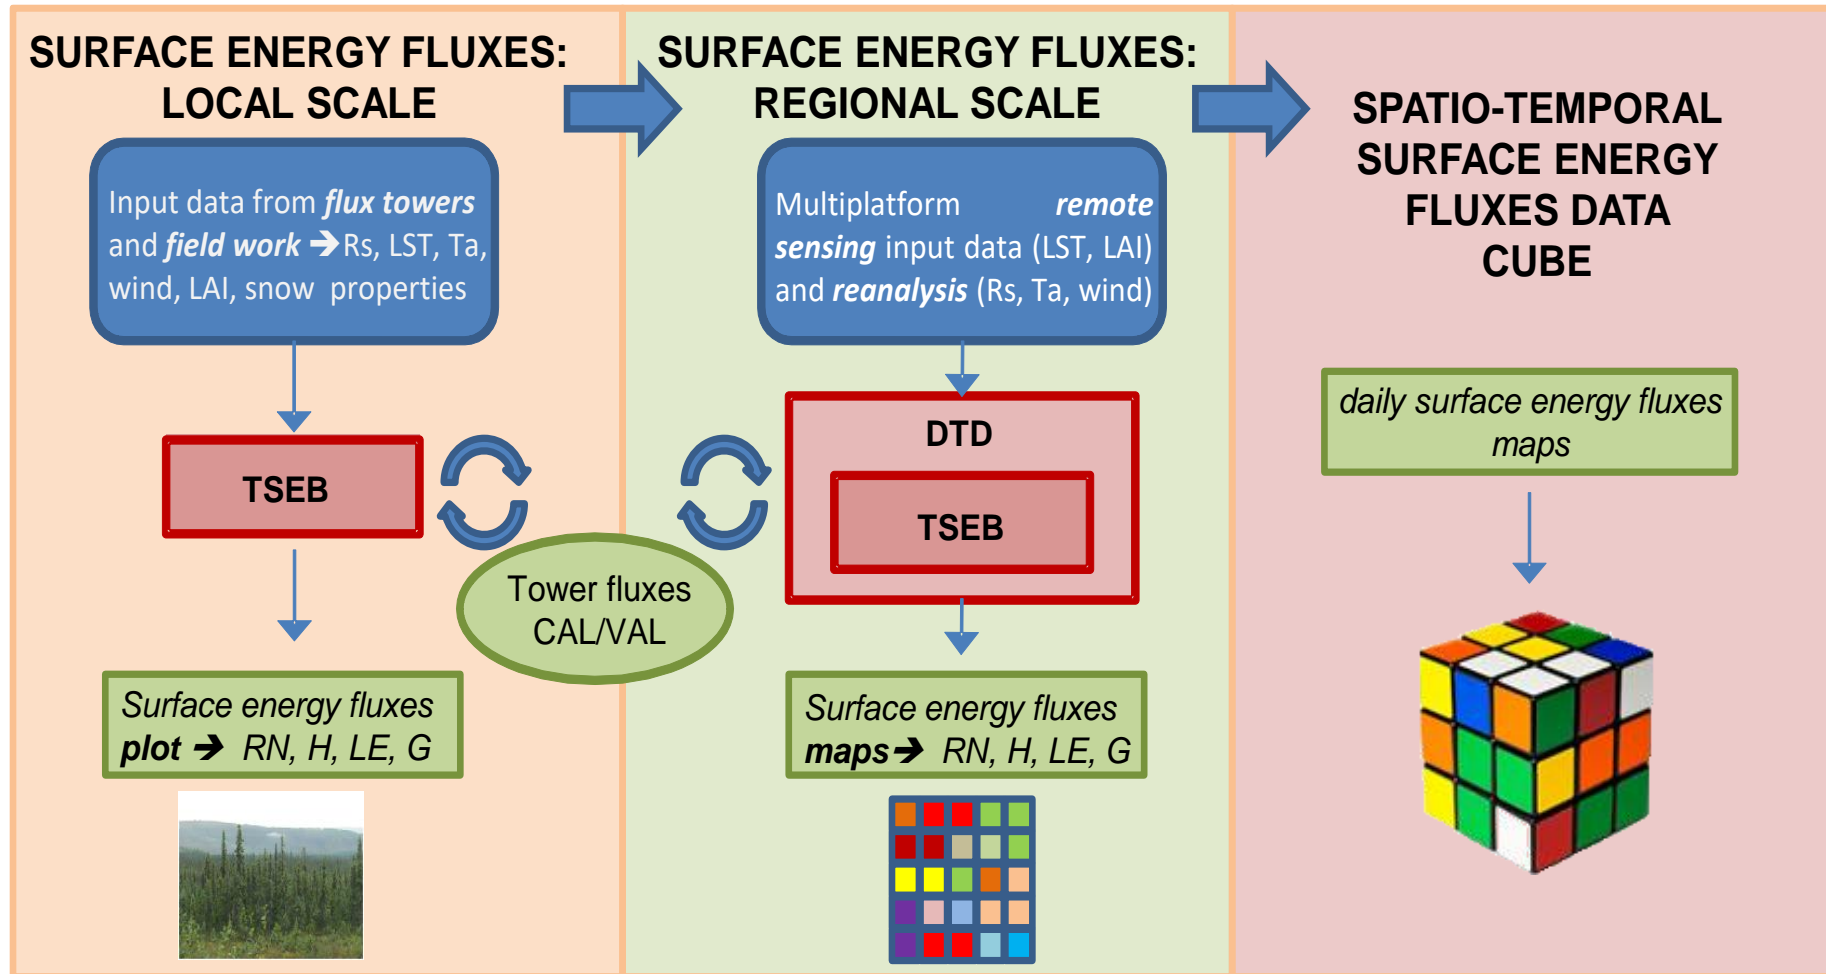 SURFACE ENERGY FLUXES:
LOCAL SCALE
Input data from flux towers
and field work ➔ Rs, LST, Ta,
wind, LAI, snow properties
TSEB
Surface energy fluxes
plot ➔ RN, H, LE, G
Tower fluxes
CAL/VAL
SURFACE ENERGY FLUXES:
REGIONAL SCALE
Multiplatform remote
sensing input data (LST, LAI)
and reanalysis (Rs, Ta, wind)
DTD
TSEB
Surface energy fluxes
maps➔ RN, H, LE, G
SPATIO-TEMPORAL
SURFACE ENERGY
FLUXES DATA
CUBE
daily surface energy fluxes
maps